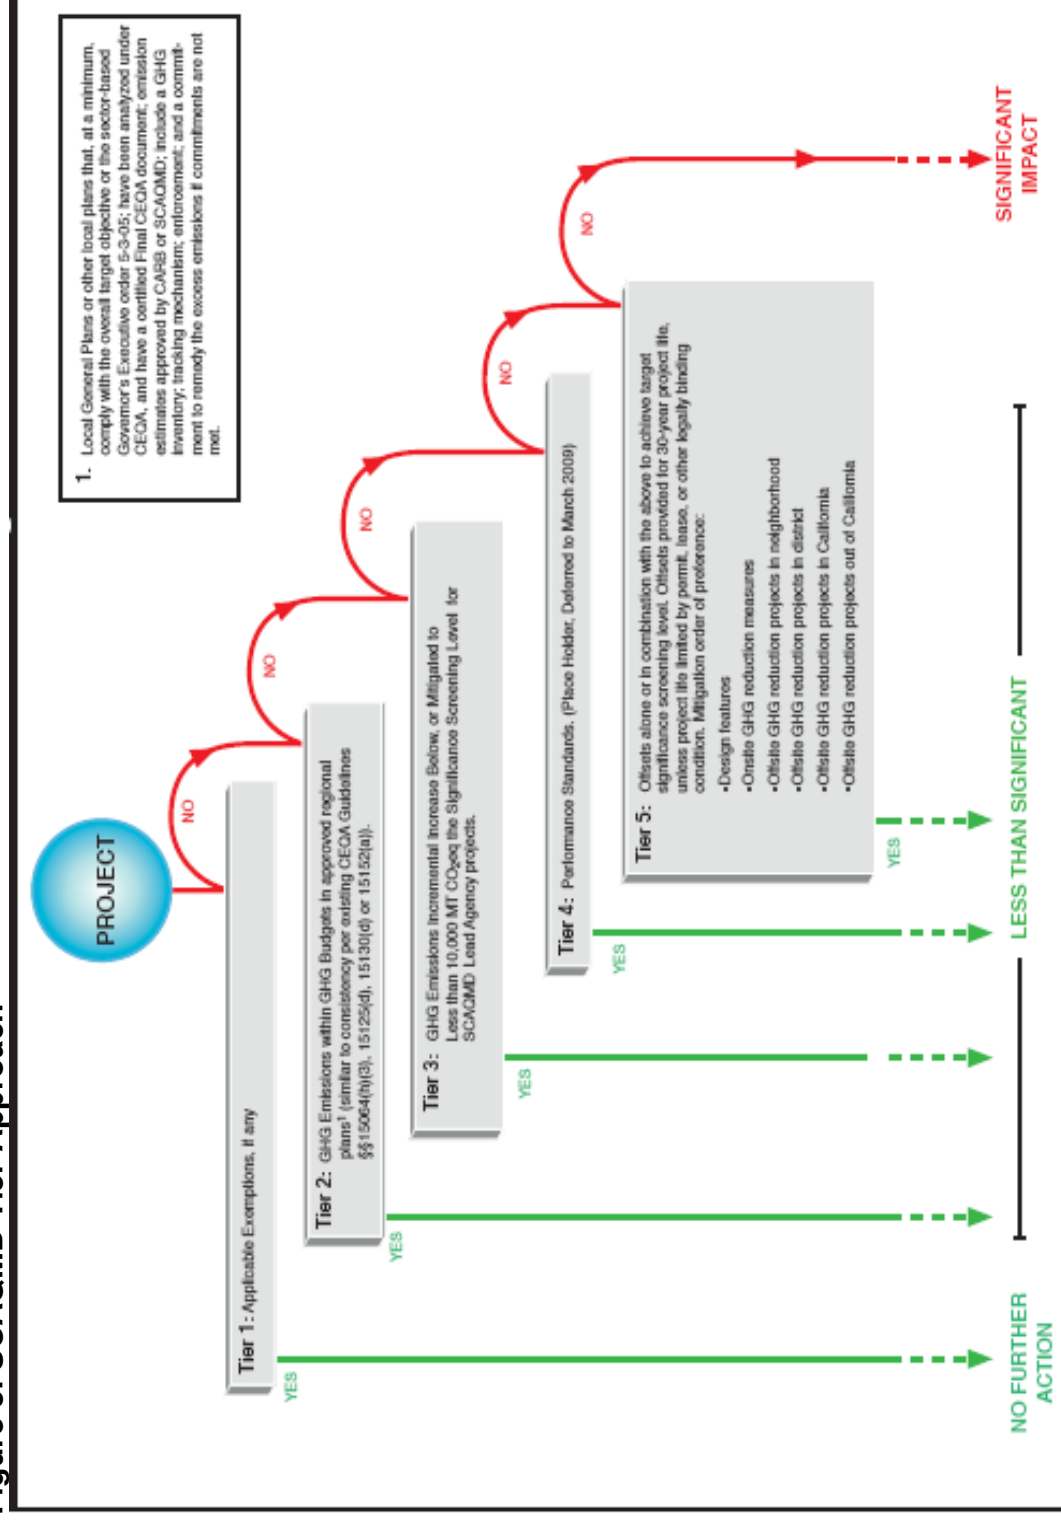 SCAQMD Tier Approach
PROJECT
1. Local General Plans or other local plans that, at a minimum,
comply with the overall target objective or the sector-based
Governor's Executive order S-3-05; have been analyzed under
CEQA, and have a certified Final CEQA document; emission
estimates approved by CARB or SCAQMD; include a GHG
inventory; tracking mechanism; enforcement; and a commit-
ment to remedy the excess emissions if commitments are not
met.
NO
Tier 1: Applicable Exemptions, if any
YES
NO
Tier 2: GHG Emissions within GHG Budgets in approved regional
plans¹ (similar to consistency per existing CEQA Guidelines
§§15064(h)(3), 15125(d), 15130(d) or 15152(a)).
YES
NO
Tier 3: GHG Emissions Incremental Increase Below, or Mitigated to
Less than 10,000 MT CO2eq the Significance Screening Level for
SCAQMD Lead Agency projects.
YES
NO
Tier 4: Performance Standards. (Place Holder, Deferred to March 2009)
YES
NO
Tier 5: Offsets alone or in combination with the above to achieve target
significance screening level. Offsets provided for 30-year project life,
unless project life limited by permit, lease, or other legally binding
condition. Mitigation order of preference:
•Design features
•Onsite GHG reduction measures
•Offsite GHG reduction projects in neighborhood
•Offsite GHG reduction projects in district
•Offsite GHG reduction projects in California
•Offsite GHG reduction projects out of California
YES
NO FURTHER
ACTION
LESS THAN SIGNIFICANT
SIGNIFICANT
IMPACT